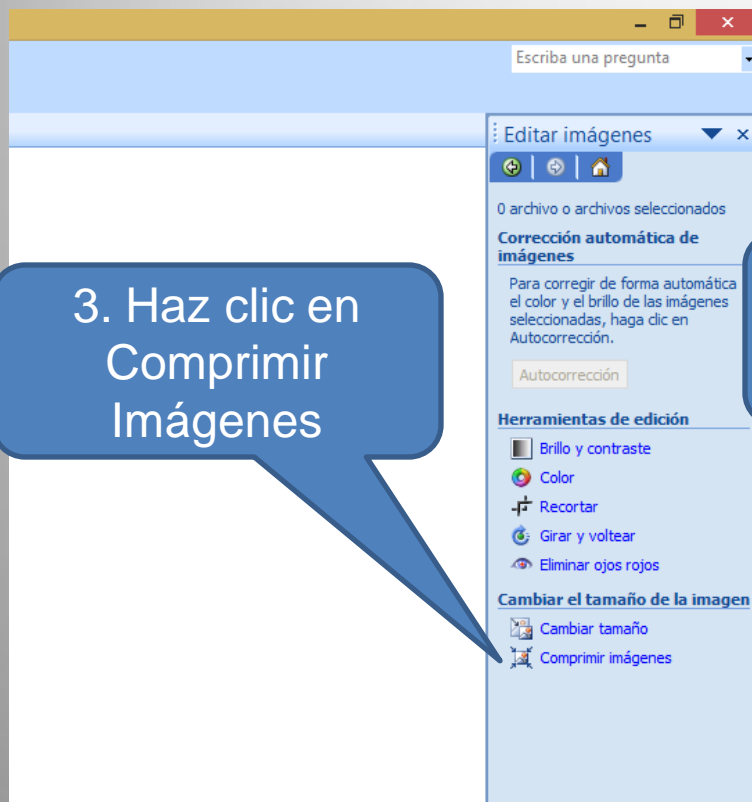 Escriba una pregunta
Editar imágenes
0 archivo o archivos seleccionados
Corrección automática de
imágenes
Para corregir de forma automática
el color y el brillo de las imágenes
seleccionadas, haga clic en
Autocorrección.
Autocorrección
Herramientas de edición
Brillo y contraste
Color
Recortar
Girar y voltear
Eliminar ojos rojos
Cambiar el tamaño de la imagen
Cambiar tamaño
Comprimir imágenes
3. Haz clic en
Comprimir
Imágenes